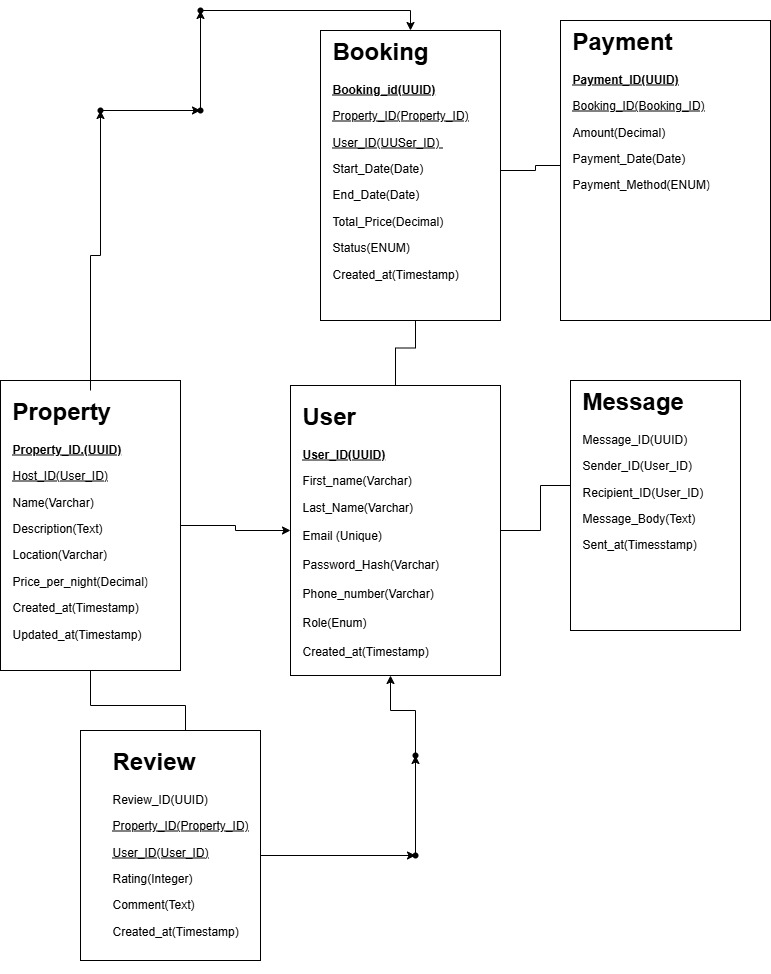 Booking
Booking_id(UUID)
Property_ID(Property_ID)
User_ID(UUSer_ID)
Start_Date(Date)
End_Date(Date)
Total_Price(Decimal)
Status(ENUM)
Created_at(Timestamp)
Payment
Payment_ID(UUID)
Booking_ID(Booking_ID)
Amount(Decimal)
Payment_Date(Date)
Payment_Method(ENUM)
Property
Property_ID.(UUID)
Host_ID(User_ID)
Name(Varchar)
Description(Text)
Location(Varchar)
Price_per_night(Decimal)
Created_at(Timestamp)
Updated_at(Timestamp)
User
User_ID(UUID)
First_name(Varchar)
Last_Name(Varchar)
Email (Unique)
Password_Hash(Varchar)
Phone_number(Varchar)
Role(Enum)
Created_at(Timestamp)
Message
Message_ID(UUID)
Sender_ID(User_ID)
Recipient_ID(User_ID)
Message_Body(Text)
Sent_at(Timesstamp)
Review
Review_ID(UUID)
Property_ID(Property_ID)
User_ID(User_ID)
Rating(Integer)
Comment(Text)
Created_at(Timestamp)